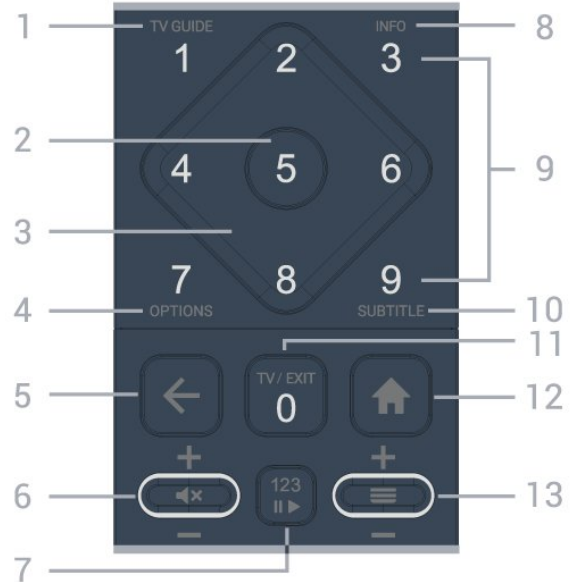 1 TV GUIDE INFO 8
1 2 3
2
4 5 6 9
3
7 8 9
4 OPTIONS SUBTITLE 10
11
5 TV / EXIT 12
0
+ +
6 123 13
− −
7